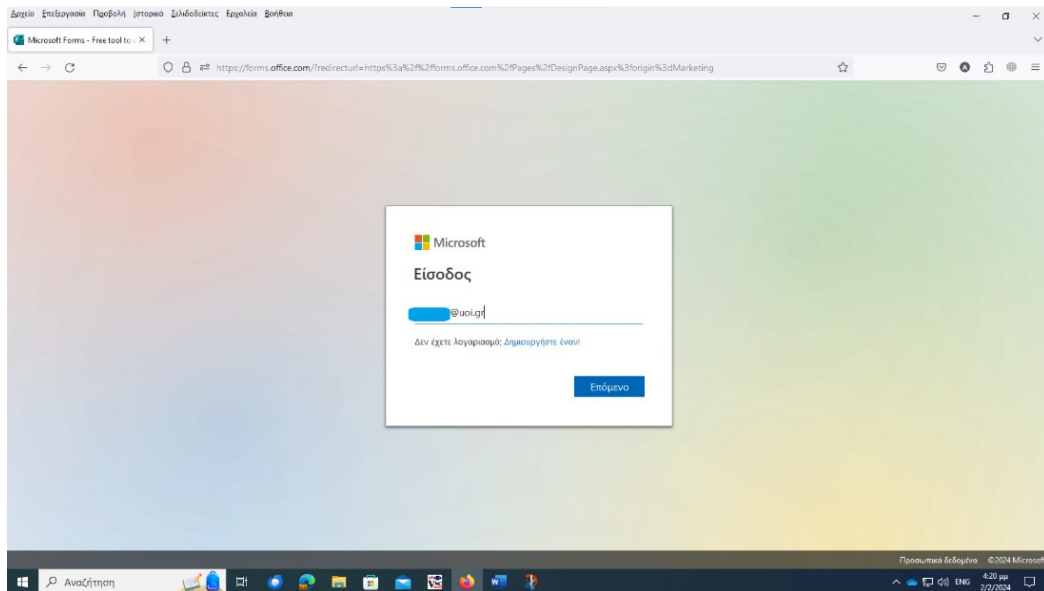 Αρχείο Επεξεργασία Προβολή Ιστορικό Σελιδοδείκτες Εργαλεία Βοήθεια
Microsoft Forms - Free tool to c
https://forms.office.com/?redirecturl=https%3a%2f%2fforms.office.com%2fPages%2fDesignPage.aspx%3forigin%3dMarketing
Microsoft
Είσοδος
@uoi.gr
Δεν έχετε λογαριασμό; Δημιουργήστε έναν!
Επόμενο
Προσωπικά δεδομένα ©2024 Microsoft
Αναζήτηση
ENG
4:20 μμ
2/2/2024